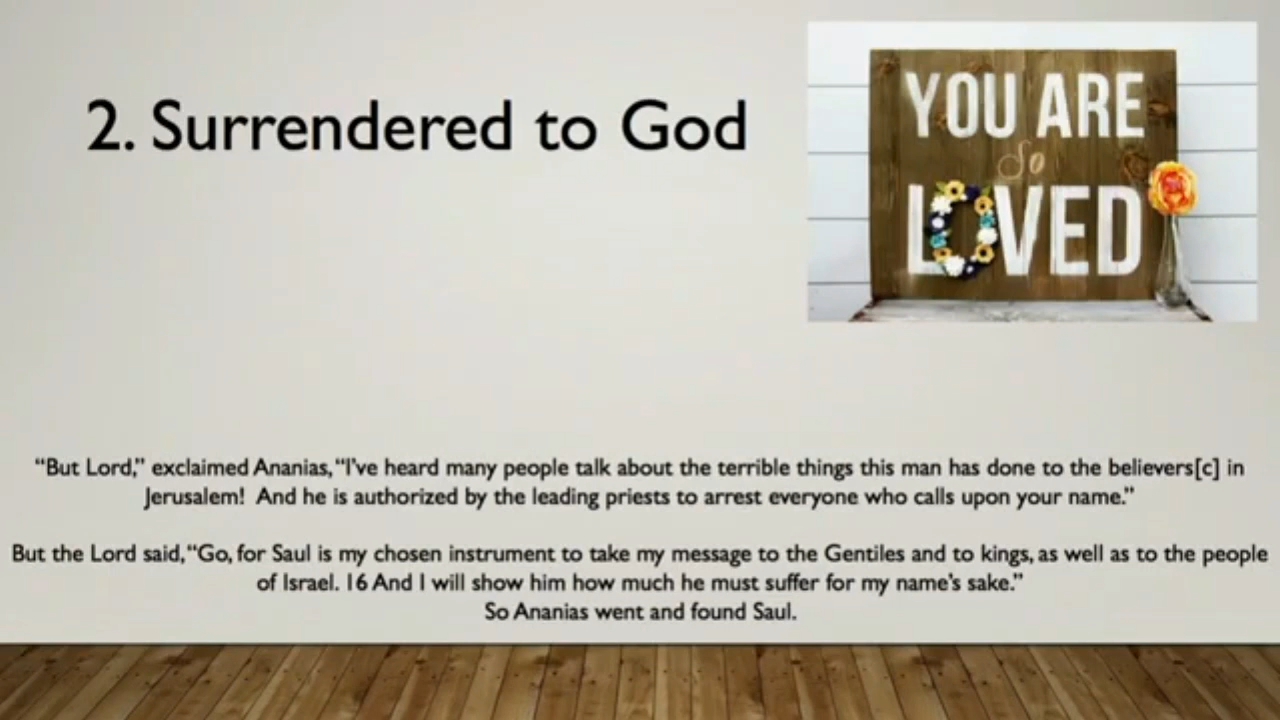 2. Surrendered to God
YOU ARE
So
LOVED
“But Lord,” exclaimed Ananias, “I’ve heard many people talk about the terrible things this man has done to the believers[c] in
Jerusalem!  And he is authorized by the leading priests to arrest everyone who calls upon your name.”
But the Lord said, “Go, for Saul is my chosen instrument to take my message to the Gentiles and to kings, as well as to the people
of Israel. 16 And I will show him how much he must suffer for my name’s sake.”
So Ananias went and found Saul.